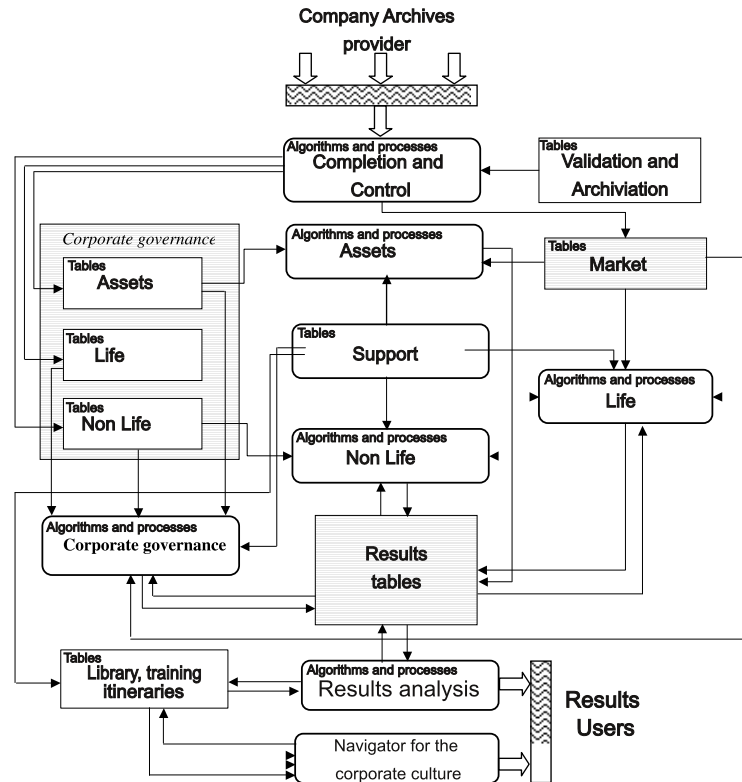 Company Archives
provider
Algorithms and processes
Completion and
Control
Tables
Validation and
Archiviation
Corporate governance
Tables
Assets
Algorithms and processes
Assets
Tables
Market
Tables
Life
Tables
Support
Algorithms and processes
Life
Tables
Non Life
Algorithms and processes
Non Life
Algorithms and processes
Corporate governance
Results
tables
Tables
Library, training
itineraries
Algorithms and processes
Results analysis
Results
Users
Navigator for the
corporate culture